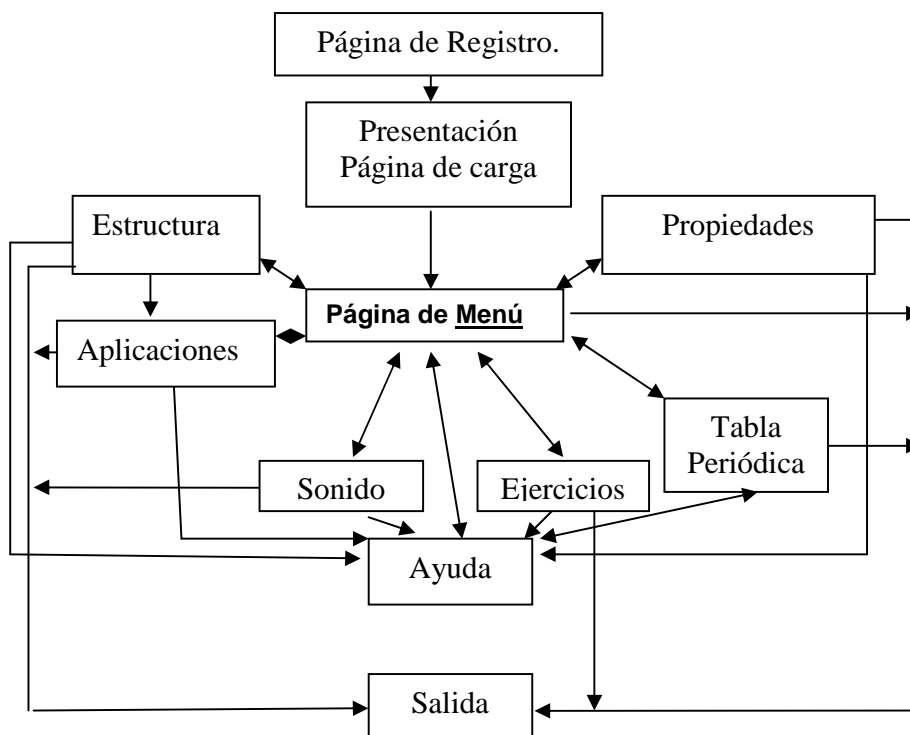 Página de Registro.
Presentación
Página de carga
Estructura
Propiedades
Página de Menú
Aplicaciones
Tabla
Periódica
Sonido
Ejercicios
Ayuda
Salida